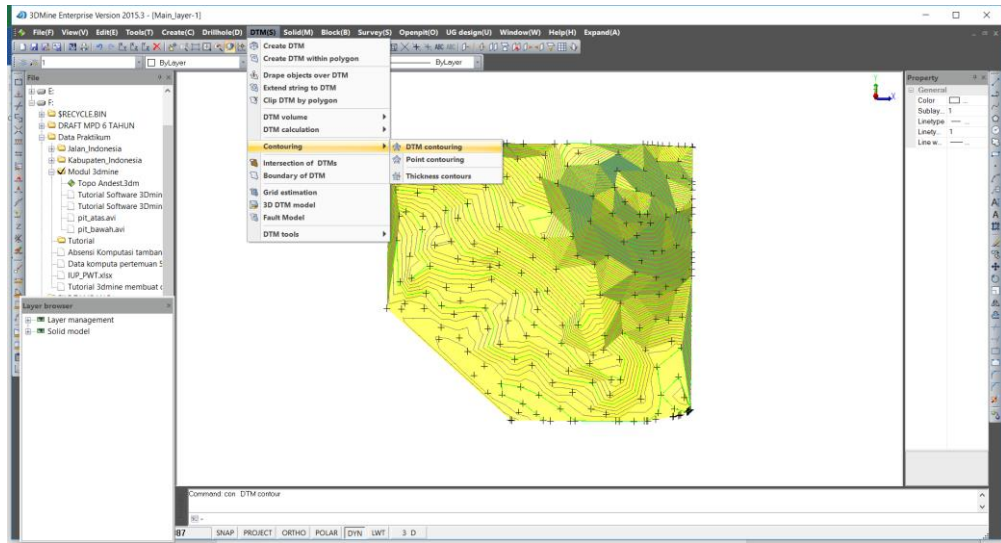 3DMine Enterprise Version 2015.3 - [Main_layer-1]
File(F) View(V) Edit(E) Tools(T) Create(C) Drillhole(D) DTM(S) Solid(M) Block(B) Survey(S) Openpit(O) UG design(U) Window(W) Help(H) Expand(A)
1 ByLayer ByLayer
File
E:
F:
$RECYCLE.BIN
DRAFT MPD 6 TAHUN
Data Praktikum
Jalan_Indonesia
Kabupaten_Indonesia
Modul 3dmine
Topo Andest.3dm
Tutorial Software 3Dmin
Tutorial Software 3Dmin
pit_atas.avi
pit_bawah.avi
Tutorial
Absensi Komputasi tamban
Data komputa pertemuan 5
IUP_PWT.xlsx
Tutorial 3dmine membuat c
Layer browser
Layer management
Solid model
Create DTM
Create DTM within polygon
Drape objects over DTM
Extend string to DTM
Clip DTM by polygon
DTM volume
DTM calculation
Contouring
Intersection of DTMs
Boundary of DTM
Grid estimation
3D DTM model
Fault Model
DTM tools
DTM contouring
Point contouring
Thickness contours
Y
X
Property
General
Color ...
Sublay... 1
Linetype ...
Linety... 1
Line w... ...
Command: con DTM contour
87 SNAP PROJECT ORTHO POLAR DYN LWT 3 D